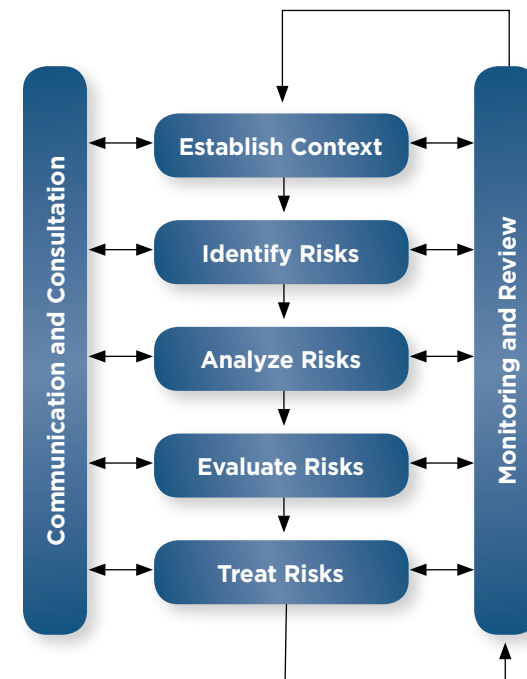 Communication and Consultation
Establish Context
Identify Risks
Analyze Risks
Evaluate Risks
Treat Risks
Monitoring and Review